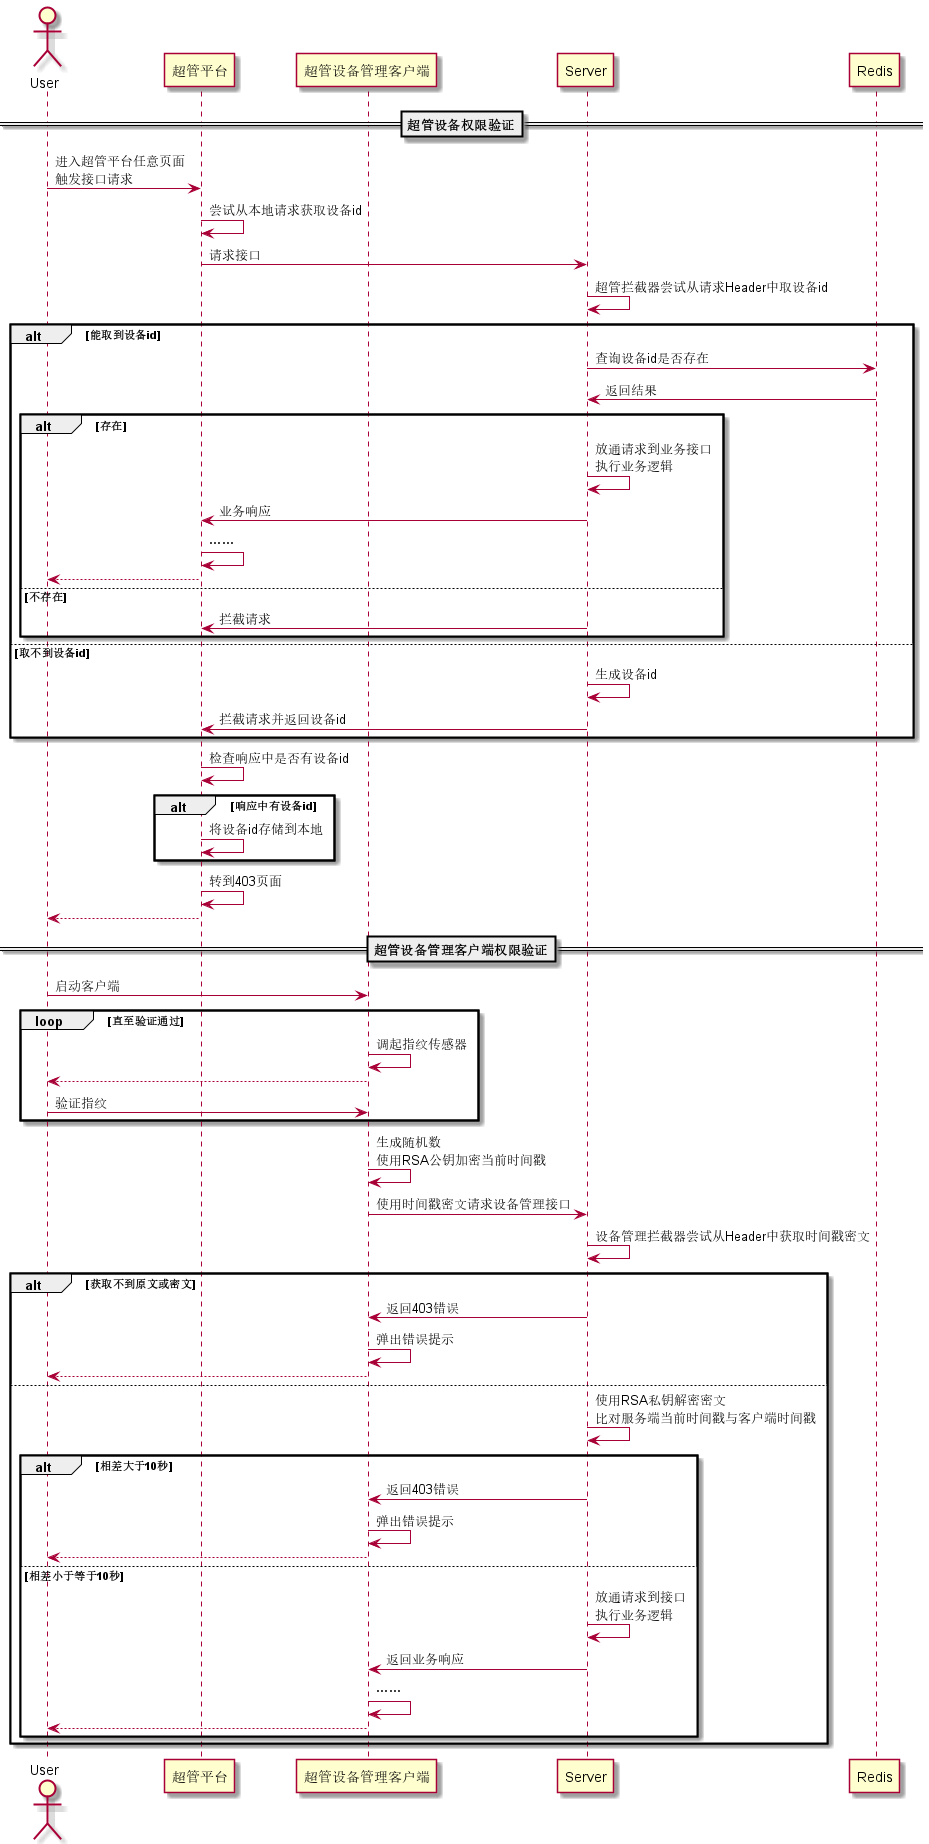 User
超管平台
超管设备管理客户端
Server
Redis
超管设备权限验证
进入超管平台任意页面
触发接口请求
尝试从本地请求获取设备id
请求接口
超管拦截器尝试从请求Header中取设备id
alt
[能取到设备id]
查询设备id是否存在
返回结果
alt
[存在]
放通请求到业务接口
执行业务逻辑
业务响应
……
[不存在]
拦截请求
[取不到设备id]
生成设备id
拦截请求并返回设备id
检查响应中是否有设备id
alt
[响应中有设备id]
将设备id存储到本地
转到403页面
超管设备管理客户端权限验证
启动客户端
loop
[直至验证通过]
调起指纹传感器
验证指纹
生成随机数
使用RSA公钥加密当前时间戳
使用时间戳密文请求设备管理接口
设备管理拦截器尝试从Header中获取时间戳密文
alt
[获取不到原文或密文]
返回403错误
弹出错误提示
使用RSA私钥解密密文
比对服务端当前时间戳与客户端时间戳
alt
[相差大于10秒]
返回403错误
弹出错误提示
[相差小于等于10秒]
放通请求到接口
执行业务逻辑
返回业务响应
……
User
超管平台
超管设备管理客户端
Server
Redis